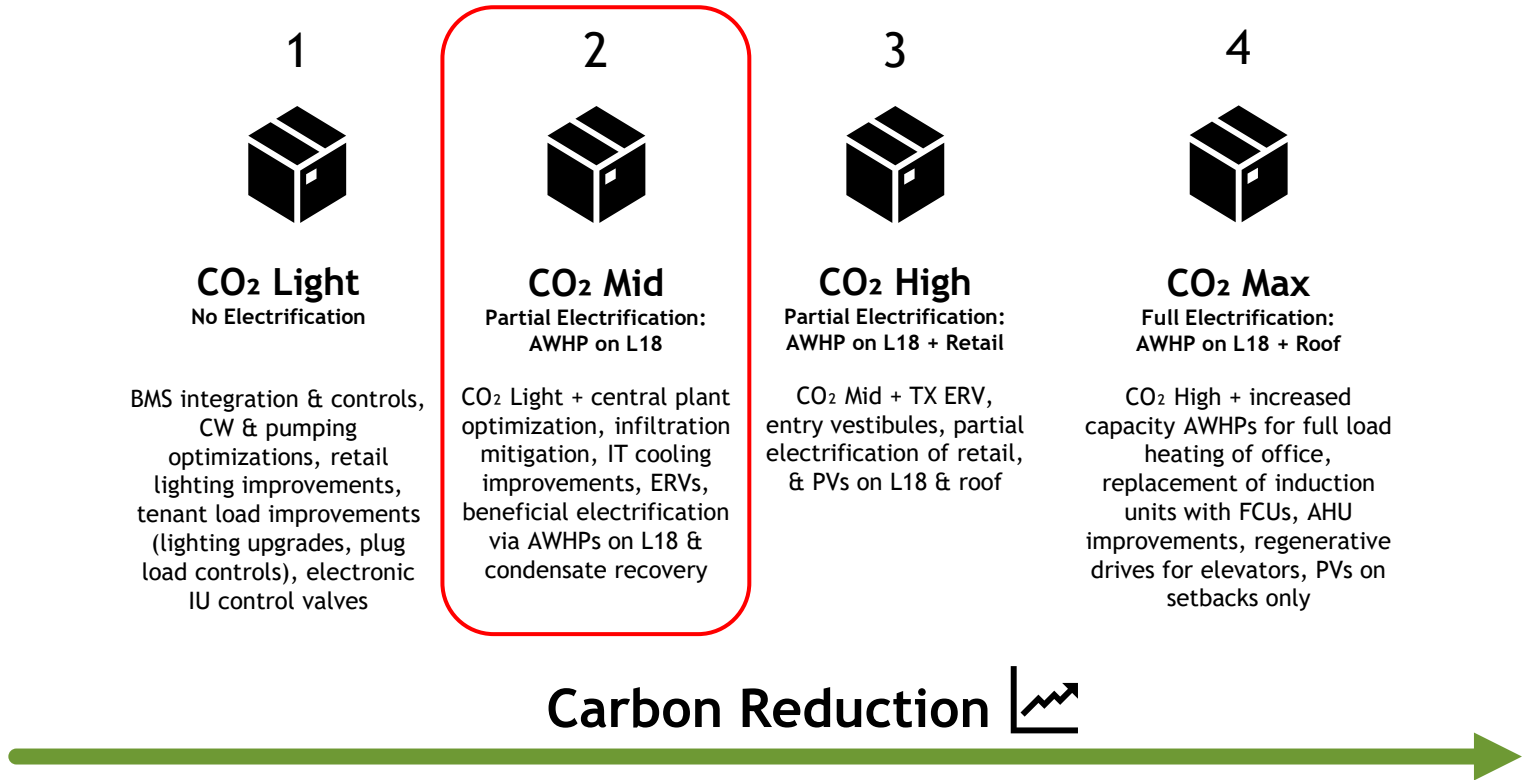 1
CO₂ Light
No Electrification
BMS integration & controls,
CW & pumping
optimizations, retail
lighting improvements,
tenant load improvements
(lighting upgrades, plug
load controls), electronic
IU control valves
2
CO₂ Mid
Partial Electrification:
AWHP on L18
CO₂ Light + central plant
optimization, infiltration
mitigation, IT cooling
improvements, ERVs,
beneficial electrification
via AWHPs on L18 &
condensate recovery
3
CO₂ High
Partial Electrification:
AWHP on L18 + Retail
CO₂ Mid + TX ERV,
entry vestibules, partial
electrification of retail,
& PVs on L18 & roof
4
CO₂ Max
Full Electrification:
AWHP on L18 + Roof
CO₂ High + increased
capacity AWHPs for full load
heating of office,
replacement of induction
units with FCUs, AHU
improvements, regenerative
drives for elevators, PVs on
setbacks only
Carbon Reduction